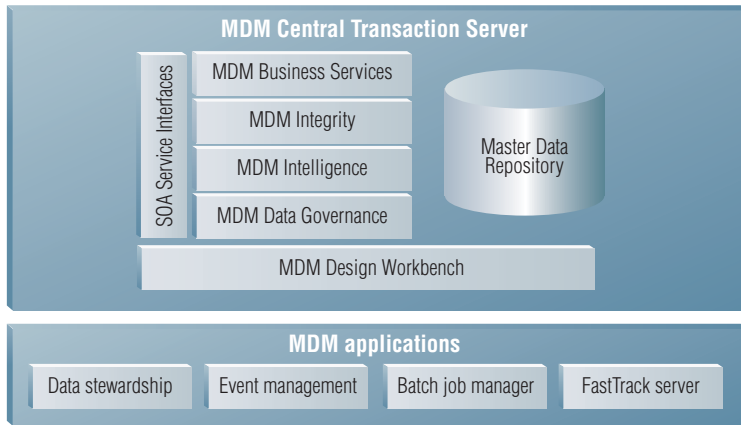 MDM Central Transaction Server
SOA Service Interfaces
MDM Business Services
MDM Integrity
MDM Intelligence
MDM Data Governance
Master Data
Repository
MDM Design Workbench
MDM applications
Data stewardship
Event management
Batch job manager
FastTrack server